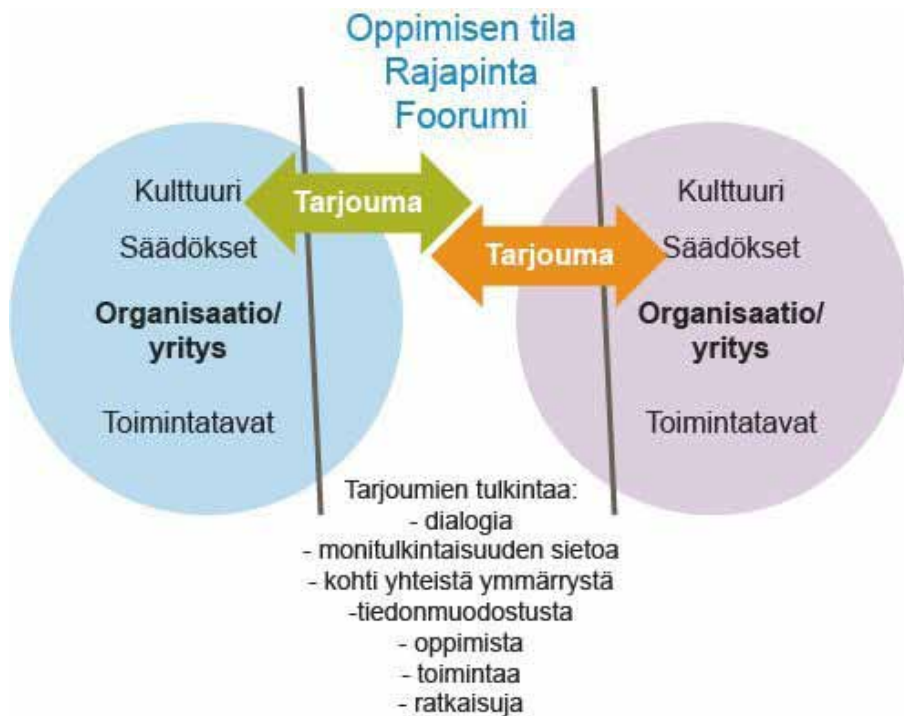 Oppimisen tila
Rajapinta
Foorumi
Kulttuuri
Säädökset
Organisaatio/
yritys
Toimintatavat
Tarjouma
Tarjouma
Kulttuuri
Säädökset
Organisaatio/
yritys
Toimintatavat
Tarjoumien tulkintaa:
- dialogia
- monitulkintaisuuden sietoa
- kohti yhteistä ymmärrystä
-tiedonmuodostusta
- oppimista
- toimintaa
- ratkaisuja